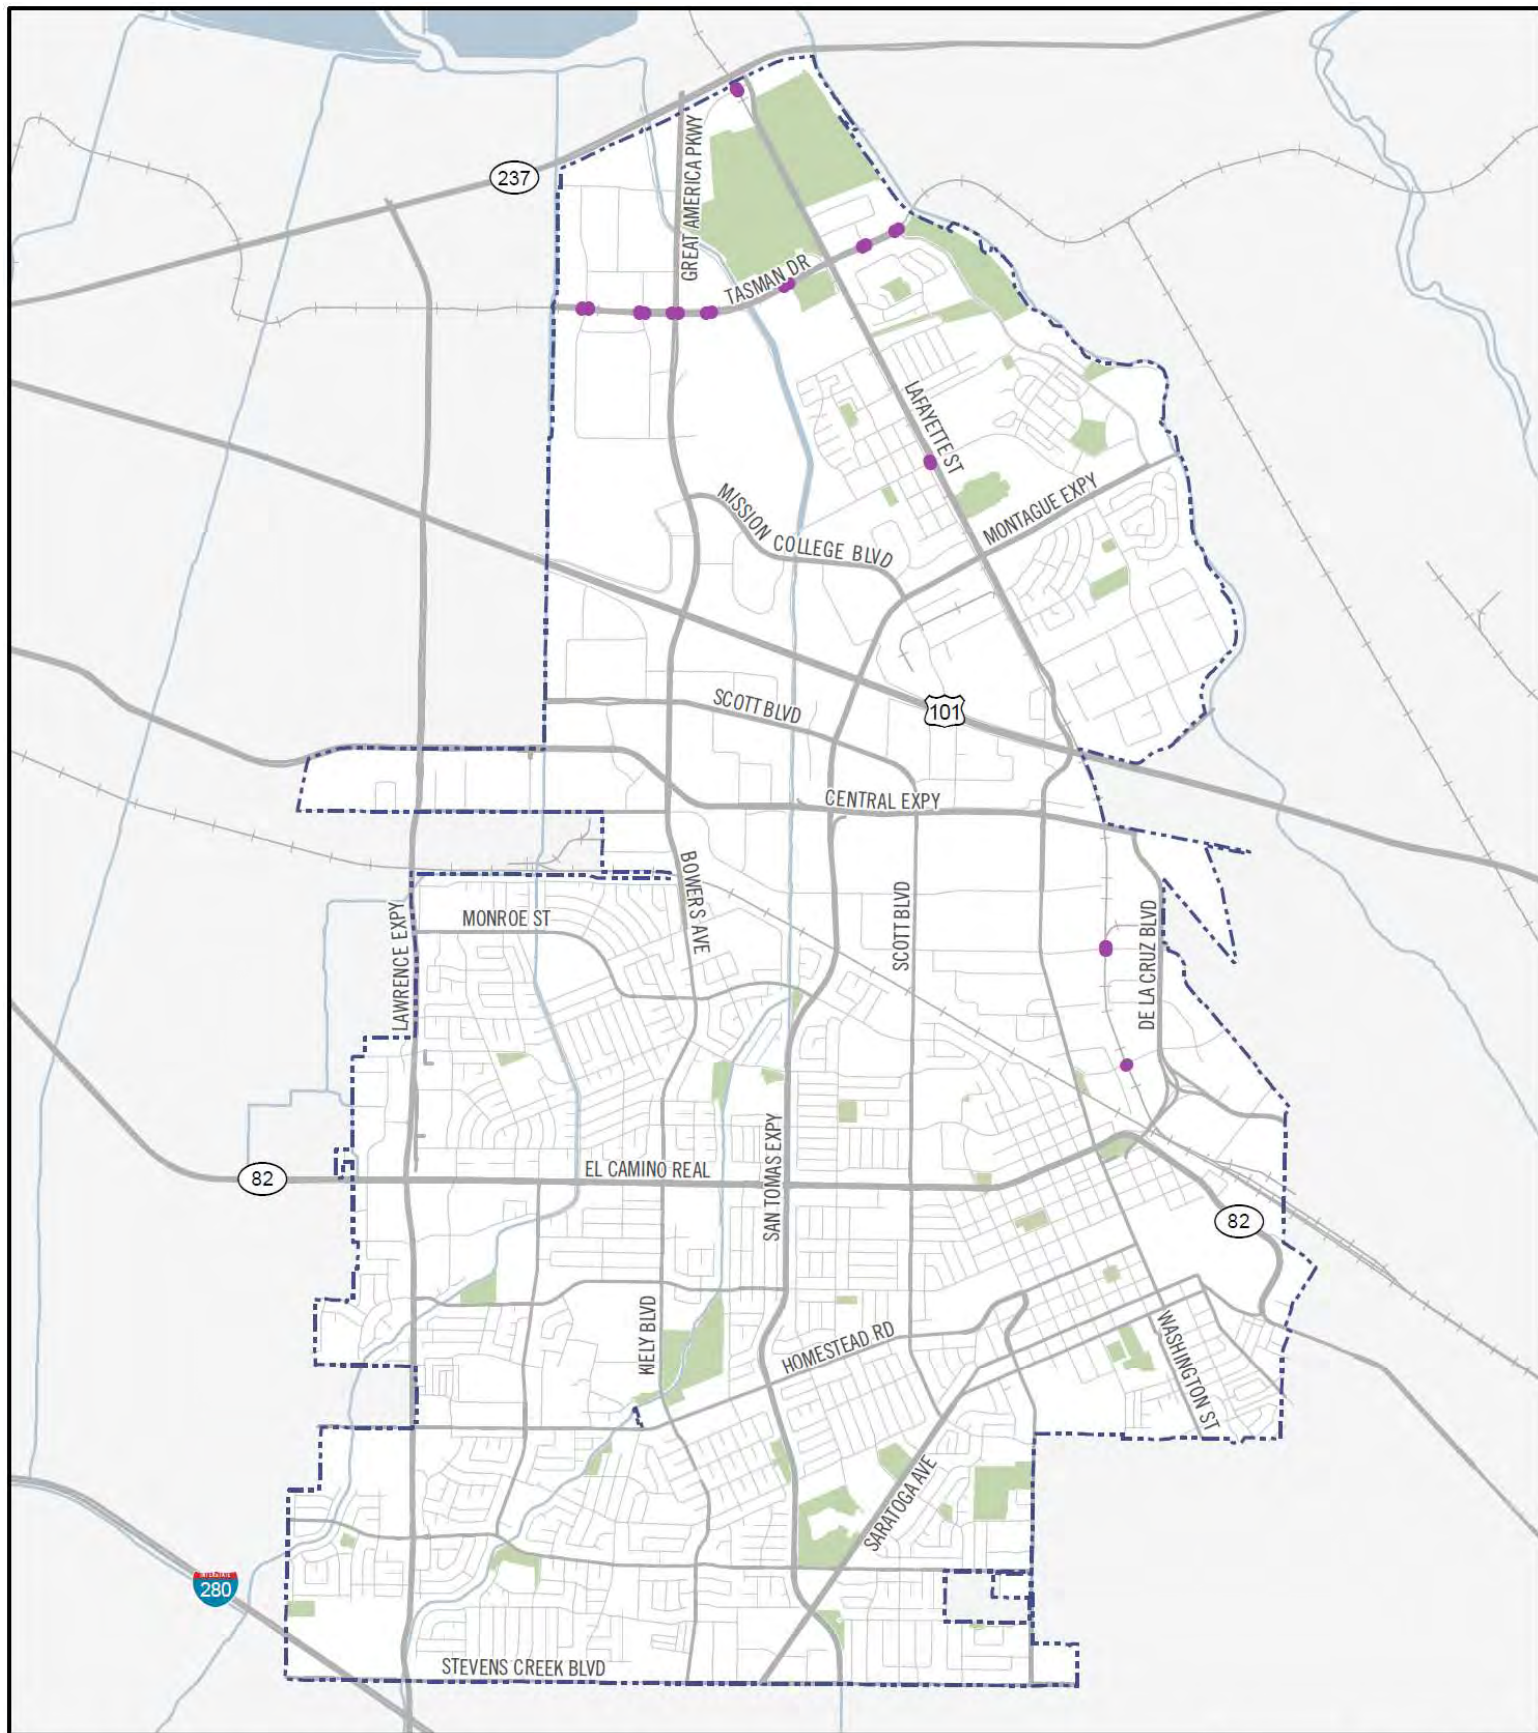 237
GREAT AMERICA PKWY
TASMAN DR
LAFAYETTE ST
MISSION COLLEGE BLVD
MONTAGUE EXPY
SCOTT BLVD
101
CENTRAL EXPY
BOWERS AVE
MONROE ST
LAWRENCE EXPY
SCOTT BLVD
DE LA CRUZ BLVD
SAN TOMAS EXPY
EL CAMINO REAL
82
82
KIELY BLVD
HOMESTEAD RD
WASHINGTON ST
SARATOGA AVE
280
STEVENS CREEK BLVD